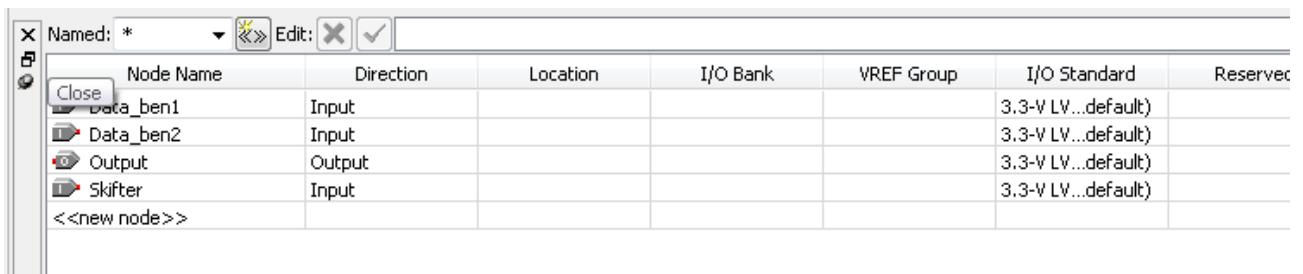 Named: * Edit:
Node Name Direction Location I/O Bank VREF Group I/O Standard Reserved
Close
Data_ben1 Input 3.3-V LV...default)
Data_ben2 Input 3.3-V LV...default)
Output Output 3.3-V LV...default)
Skifter Input 3.3-V LV...default)
<<new node>>